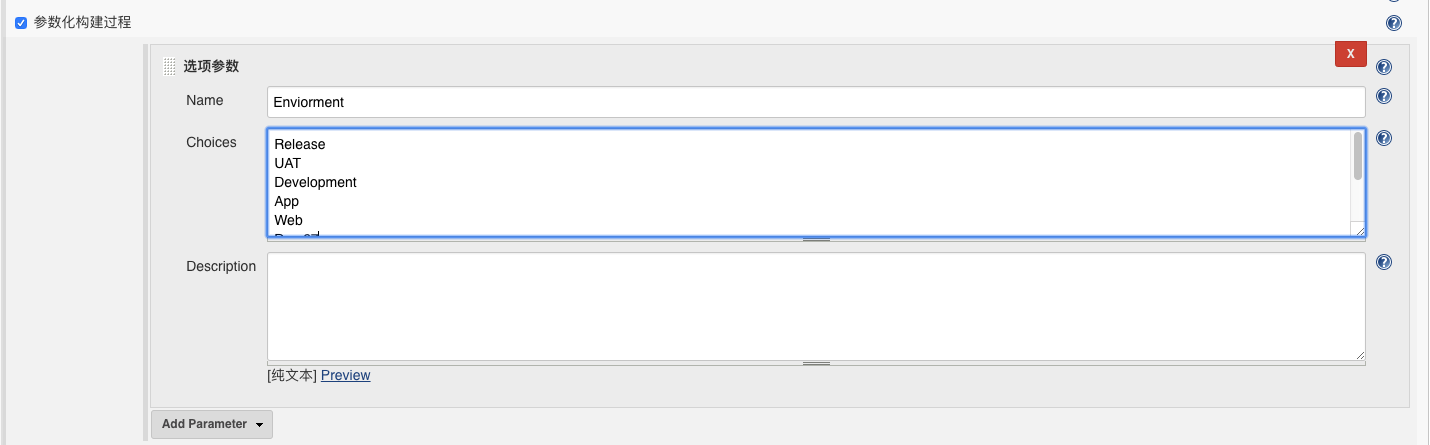 参数化构建过程
选项参数
X
Name
Enviorment
Choices
Release
UAT
Development
App
Web
Description
[纯文本] Preview
Add Parameter